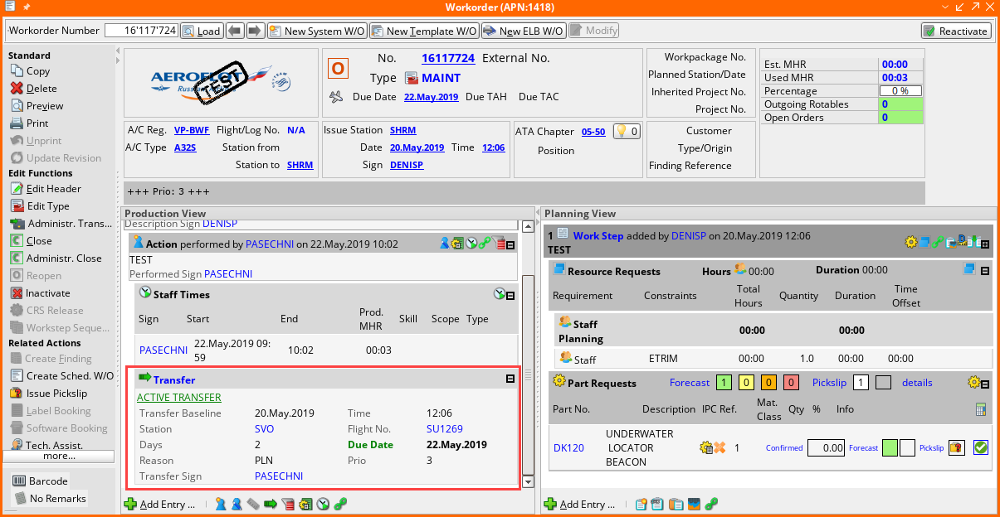 Workorder (APN:1418)
Workorder Number 16'117'724 Load New System W/O New Template W/O New ELB W/O Modify Reactivate
Standard
Copy
Delete
Preview
Print
Unprint
Update Revision
Edit Functions
Edit Header
Edit Type
Administr. Trans...
Close
Administr. Close
Reopen
Inactivate
CRS Release
Workstep Seque...
Related Actions
Create Finding
Create Sched. W/O
Issue Pickslip
Label Booking
Software Booking
Tech. Assist.
more...
Barcode
No Remarks
AEROFLOT
TEST
O
No. 16117724 External No.
Type MAINT
Due Date 22.May.2019 Due TAH Due TAC
Workpackage No.
Planned Station/Date
Inherited Project No.
Project No.
Est. MHR 00:00
Used MHR 00:03
Percentage 0 %
Outgoing Rotables 0
Open Orders 0
A/C Reg. VP-BWF Flight/Log No. N/A
A/C Type A32S Station from
Station to SHRM
Issue Station SHRM
Date 20.May.2019 Time 12:06
Sign DENISP
ATA Chapter 05-50 0
Position
Customer
Type/Origin
Finding Reference
+++ Prio: 3 +++
Production View
Description Sign DENISP
Action performed by PASECHNI on 22.May.2019 10:02
TEST
Performed Sign PASECHNI
Staff Times
Sign Start End Prod. MHR Skill Scope Type
PASECHNI 22.May.2019 09:59 10:02 00:03
Transfer
ACTIVE TRANSFER
Transfer Baseline 20.May.2019 Time 12:06
Station SVO Flight No. SU1269
Days 2 Due Date 22.May.2019
Reason PLN Prio 3
Transfer Sign PASECHNI
Add Entry ...
Planning View
1 Work Step added by DENISP on 20.May.2019 12:06
TEST
Resource Requests Hours 00:00 Duration 00:00
Requirement Constraints Total Hours Quantity Duration Time Offset
Staff Planning 00:00 00:00
Staff ETRIM 00:00 1.0 00:00 00:00
Part Requests Forecast 1 0 0 0 Pickslip 1 details
Part No. Description IPC Ref. Mat. Class Qty % Info
DK120 UNDERWATER LOCATOR BEACON 1 Confirmed 0.00 Forecast Pickslip
Add Entry ...